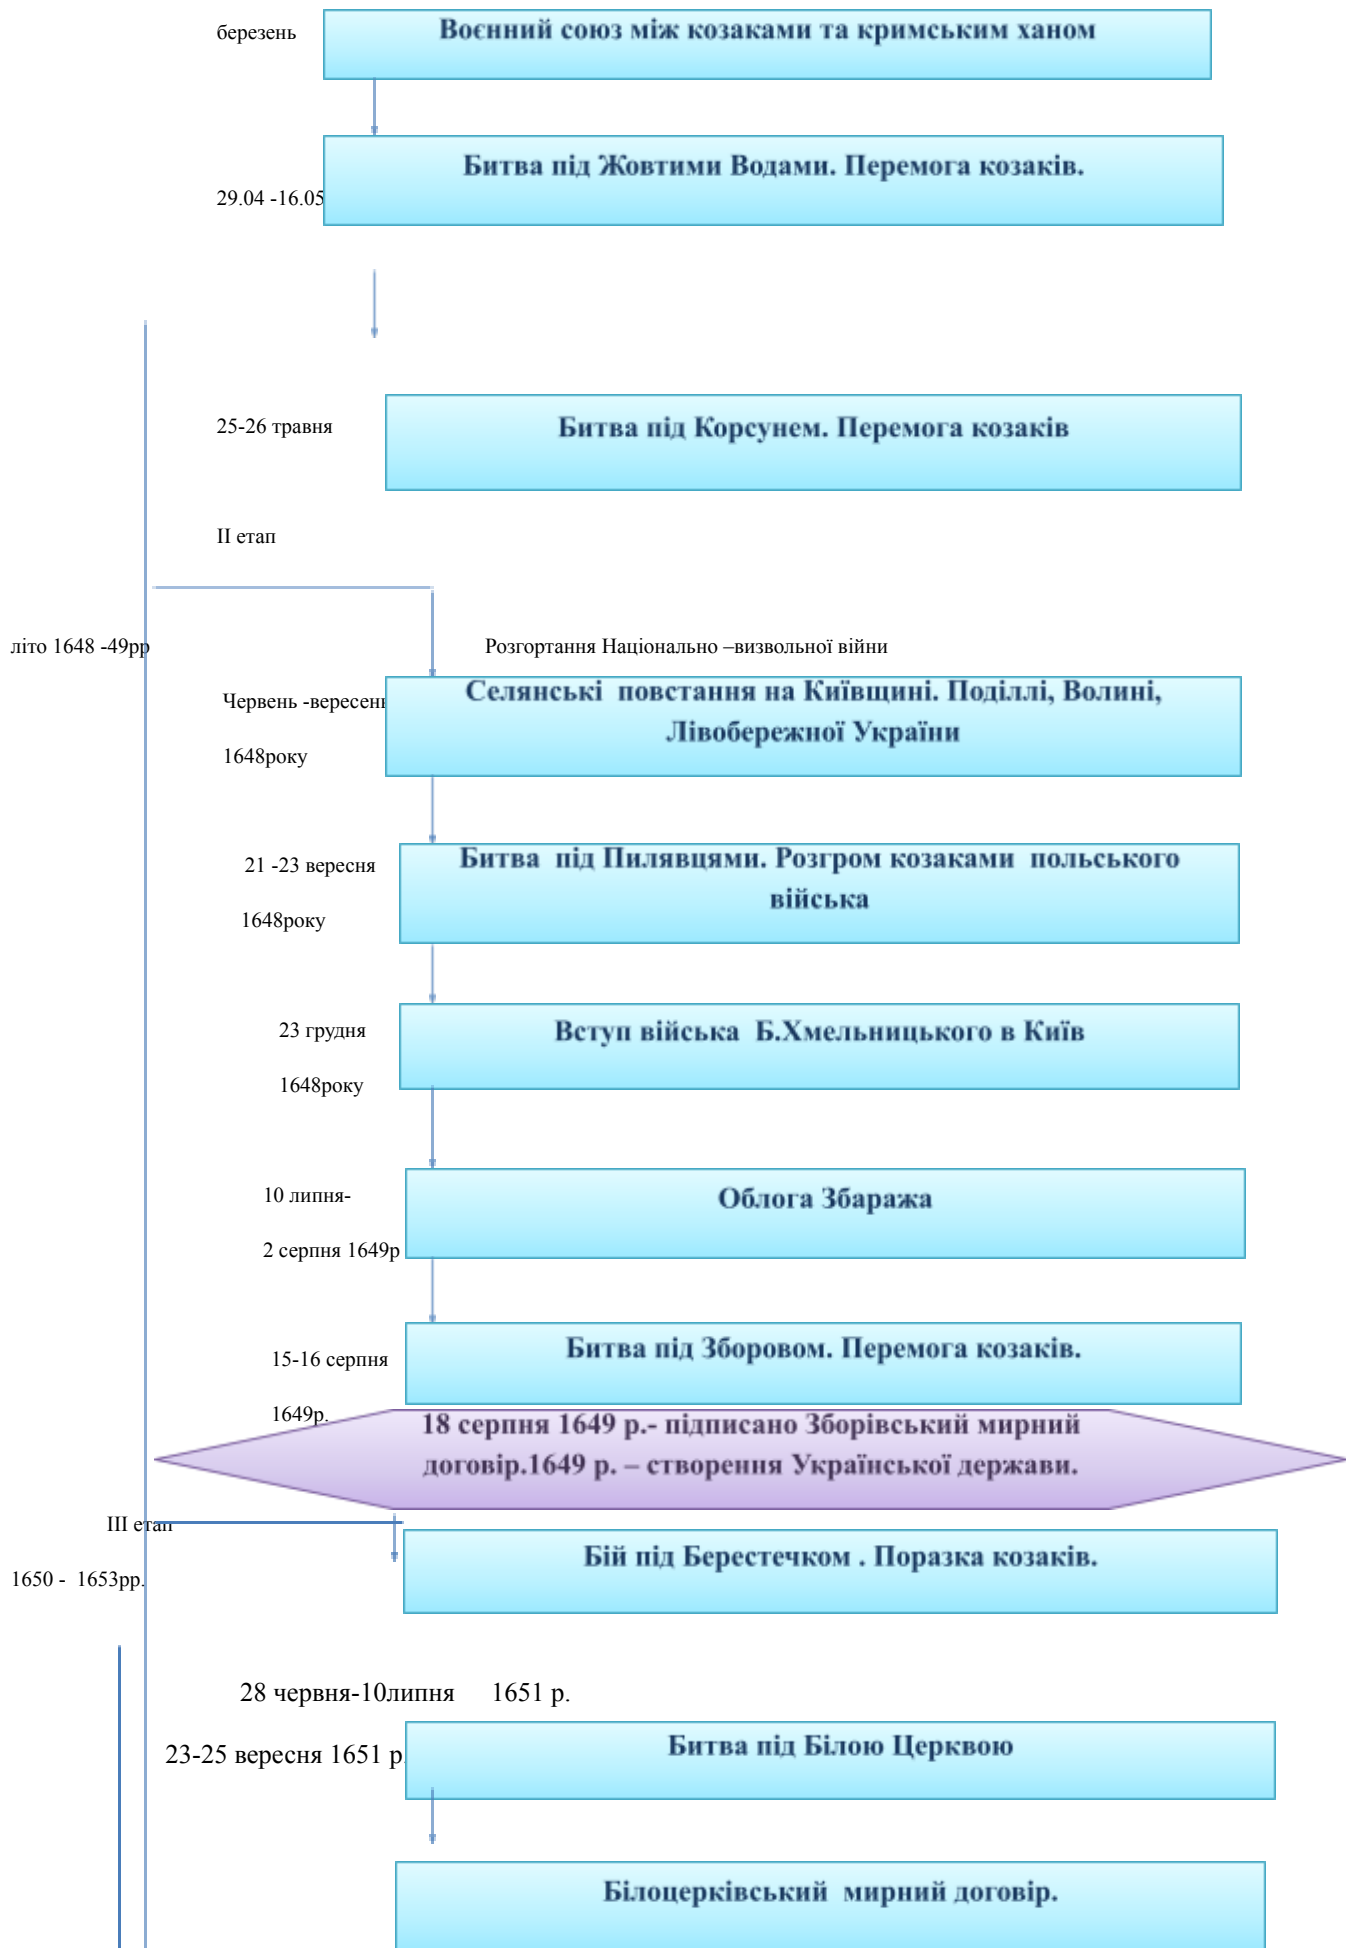 березень
Воєнний союз між козаками та кримським ханом
Битва під Жовтими Водами. Перемога козаків.
29.04 -16.05
25-26 травня
Битва під Корсунем. Перемога козаків
ІІ етап
літо 1648 -49рр
Розгортання Національно –визвольної війни
Червень -вересень
1648року
Селянські повстання на Київщині. Поділлі, Волині,
Лівобережної України
21 -23 вересня
1648року
Битва під Пилявцями. Розгром козаками польського
війська
23 грудня
1648року
Вступ війська Б.Хмельницького в Київ
10 липня-
2 серпня 1649р
Облога Збаража
15-16 серпня
1649р.
Битва під Зборовом. Перемога козаків.
18 серпня 1649 р.- підписано Зборівський мирний
договір.1649 р. – створення Української держави.
ІІІ етап
1650 - 1653рр.
Бій під Берестечком . Поразка козаків.
28 червня-10липня 1651 р.
23-25 вересня 1651 р
Битва під Білою Церквою
Білоцерківський мирний договір.